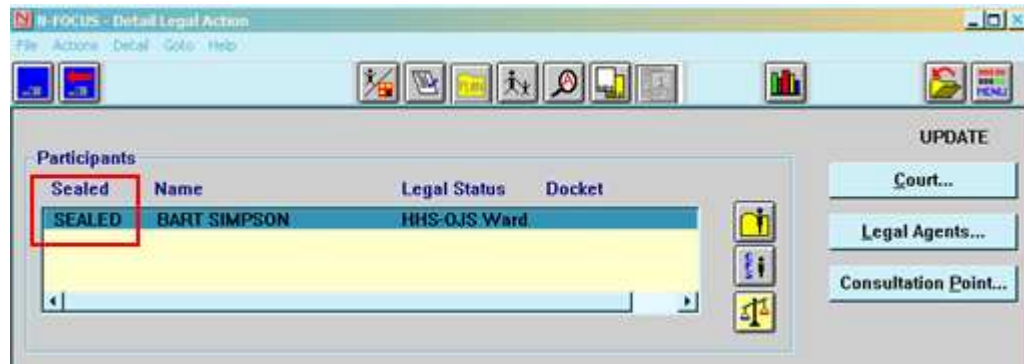 N-FOCUS - Detail Legal Action
File Actions Detail Goto Help
MENU
UPDATE
Participants
Sealed Name Legal Status Docket
SEALED BART SIMPSON HHS-OJS Ward
Court...
Legal Agents...
Consultation Point...